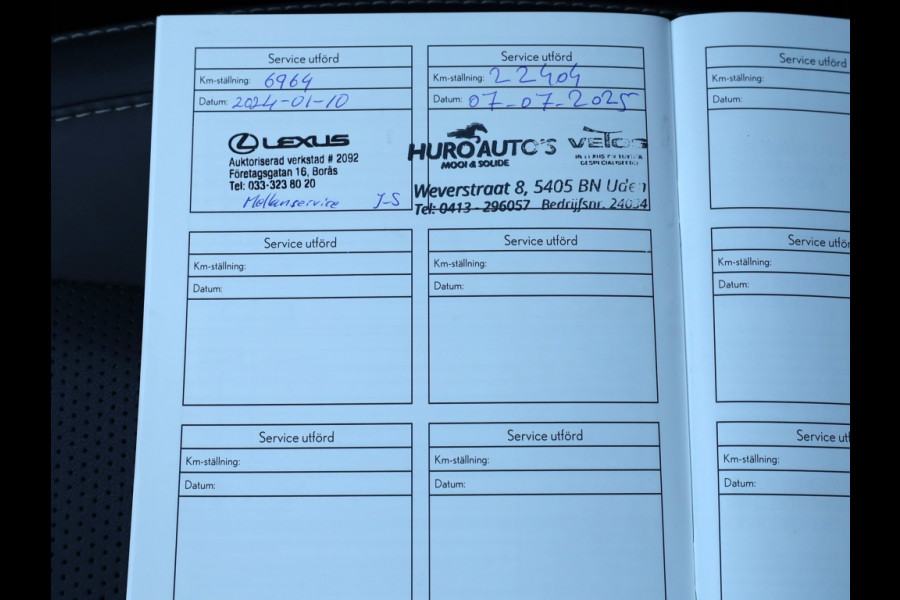 Service utförd
Km-ställning: 6964
Datum: 2024-01-10
LEXUS
Auktoriserad verkstad # 2092
Företagsgatan 16, Borås
Tel: 033-323 80 20
Mellanservice J-S
Service utförd
Km-ställning: 22404
Datum: 07-07-2025
HURO AUTO'S
MOOI & SOLIDE
GESPECIALISEERD
Weverstraat 8, 5405 BN Uden
Tel: 0413 - 296057 Bedrijfsnr. 24034
Service utförd
Km-ställning:
Datum:
Service utförd
Km-ställning:
Datum:
Service utförd
Km-ställning:
Datum:
Service utförd
Km-ställning:
Datum:
Service utförd
Km-ställning:
Datum:
Service utför
Km-ställning:
Datum:
Service utf
Km-ställning:
Datum: